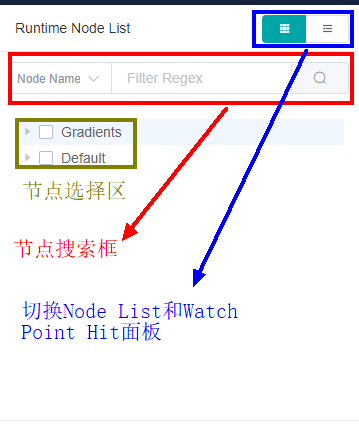 Runtime Node List
Node Name Filter Regex
Gradients
Default
节点选择区
节点搜索框
切换Node List和Watch
Point Hit面板